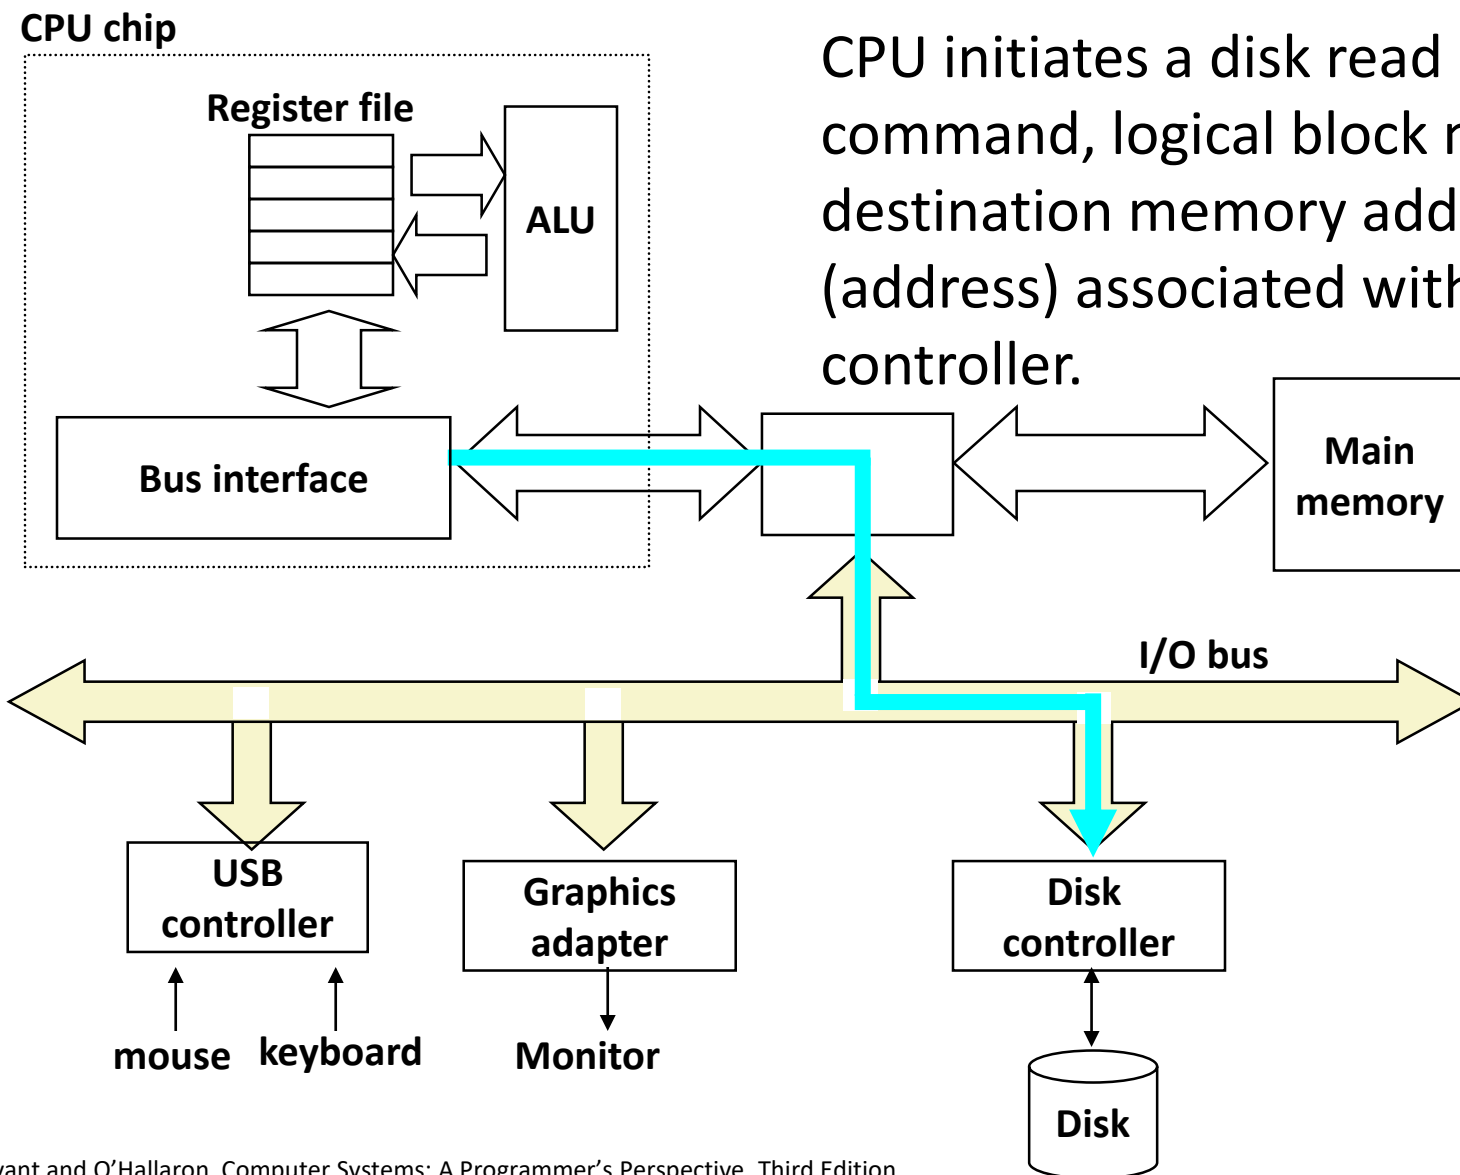 CPU chip
CPU initiates a disk read
command, logical block
destination memory
(address) associated
controller.
Register file
ALU
Bus interface
Main
memory
I/O bus
USB
controller
Graphics
adapter
Disk
controller
mouse
keyboard
Monitor
Disk
and O'Hallaron, Computer Systems: A Programmer's Perspective, Third Edition